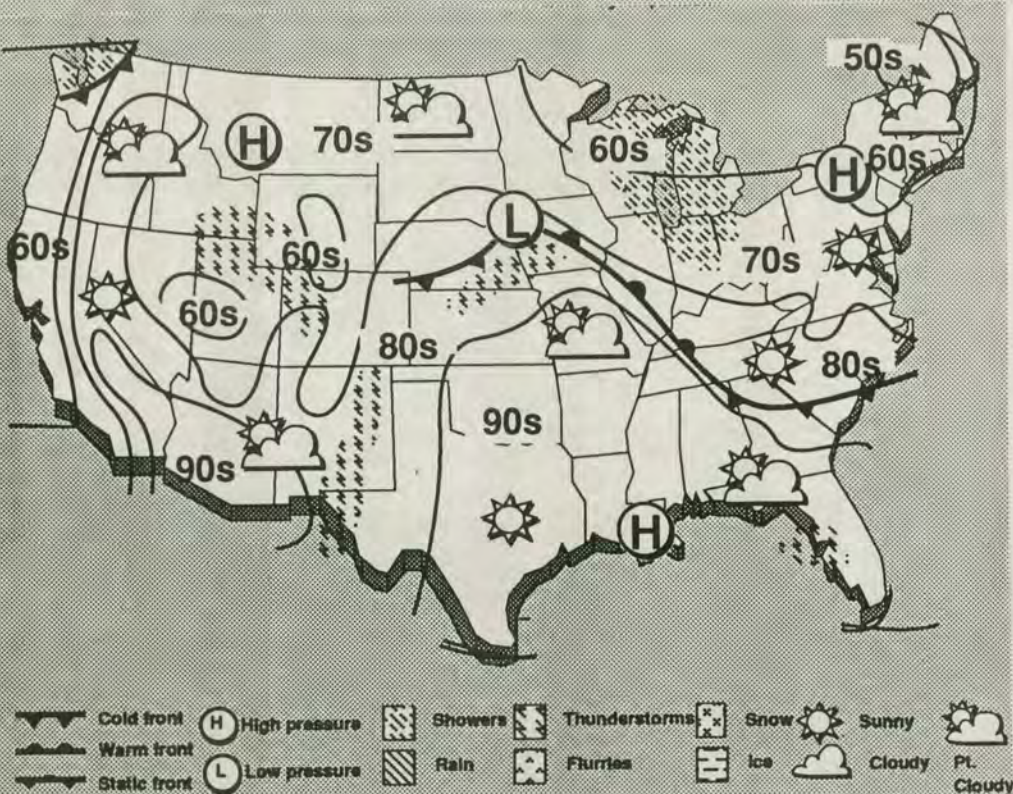 50s
70s
60s
60s
60s
60s
70s
60s
80s
80s
90s
90s
H
H
L
H
Cold front
Warm front
Static front
H High pressure
L Low pressure
Showers
Rain
Thunderstorms
Flurries
Snow
Ice
Sunny
Cloudy
Pt.
Cloudy